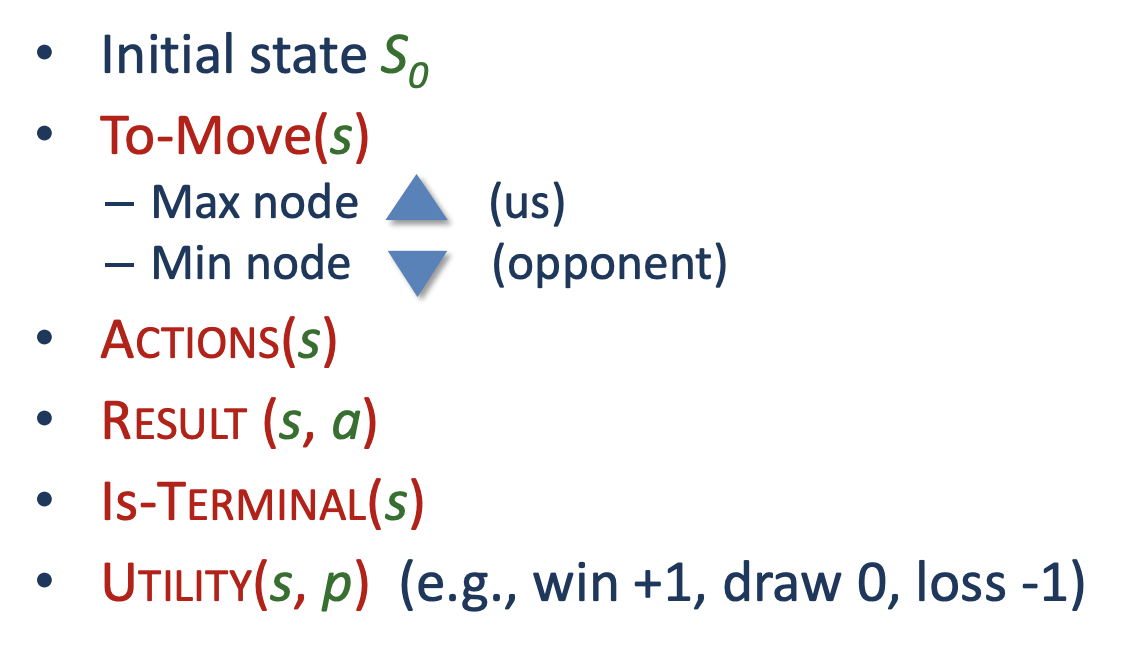 • Initial state S0
• To-Move(s)
– Max node (us)
– Min node (opponent)
• ACTIONS(s)
• RESULT (s, a)
• IS-TERMINAL(s)
• UTILITY(s, p) (e.g., win +1, draw 0, loss -1)